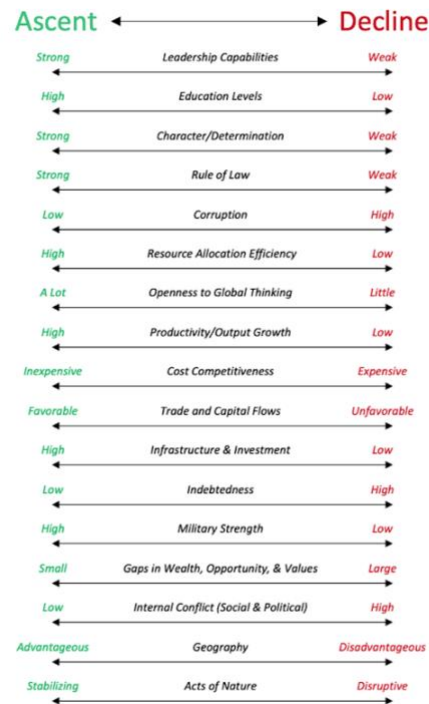 Ascent Decline
Strong Leadership Capabilities Weak
High Education Levels Low
Strong Character/Determination Weak
Strong Rule of Law Weak
Low Corruption High
High Resource Allocation Efficiency Low
A Lot Openness to Global Thinking Little
High Productivity/Output Growth Low
Inexpensive Cost Competitiveness Expensive
Favorable Trade and Capital Flows Unfavorable
High Infrastructure & Investment Low
Low Indebtedness High
High Military Strength Low
Small Gaps in Wealth, Opportunity, & Values Large
Low Internal Conflict (Social & Political) High
Advantageous Geography Disadvantageous
Stabilizing Acts of Nature Disruptive